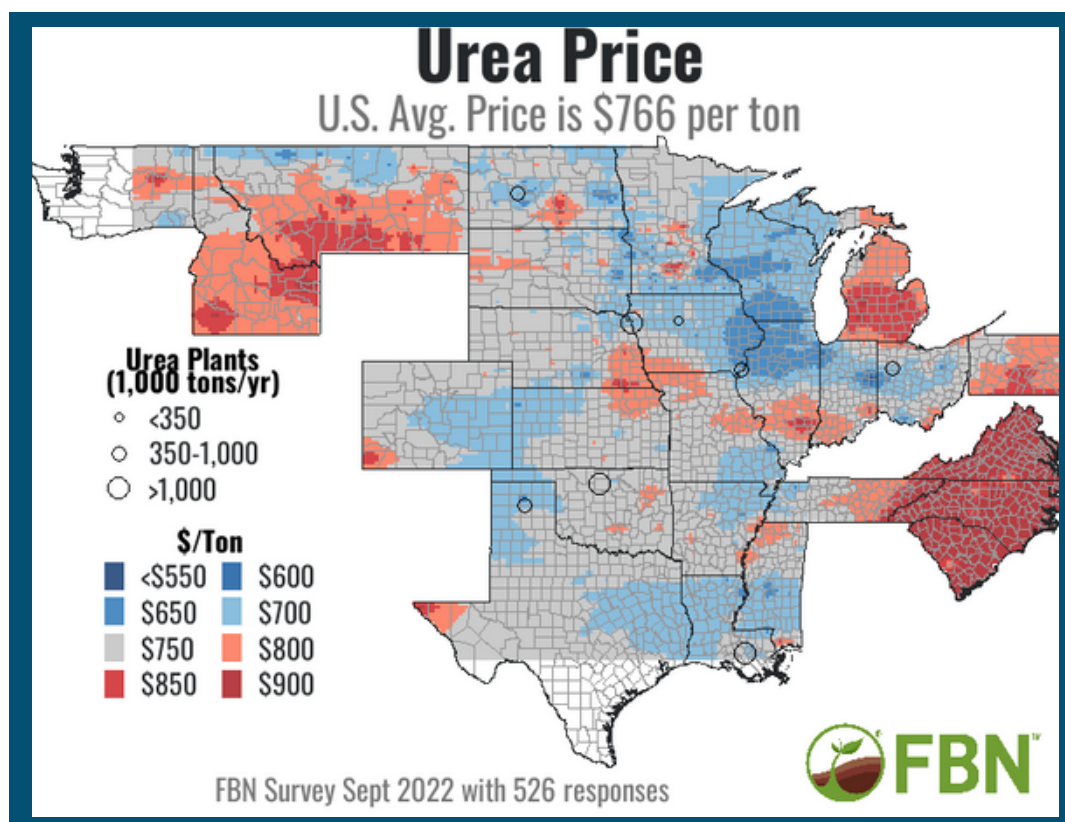 Urea Price
U.S. Avg. Price is $766 per ton
Urea Plants
(1,000 tons/yr)
<350
350-1,000
>1,000
$/Ton
<$550
$600
$650
$700
$750
$800
$850
$900
FBN Survey Sept 2022 with 526 responses
FBN™